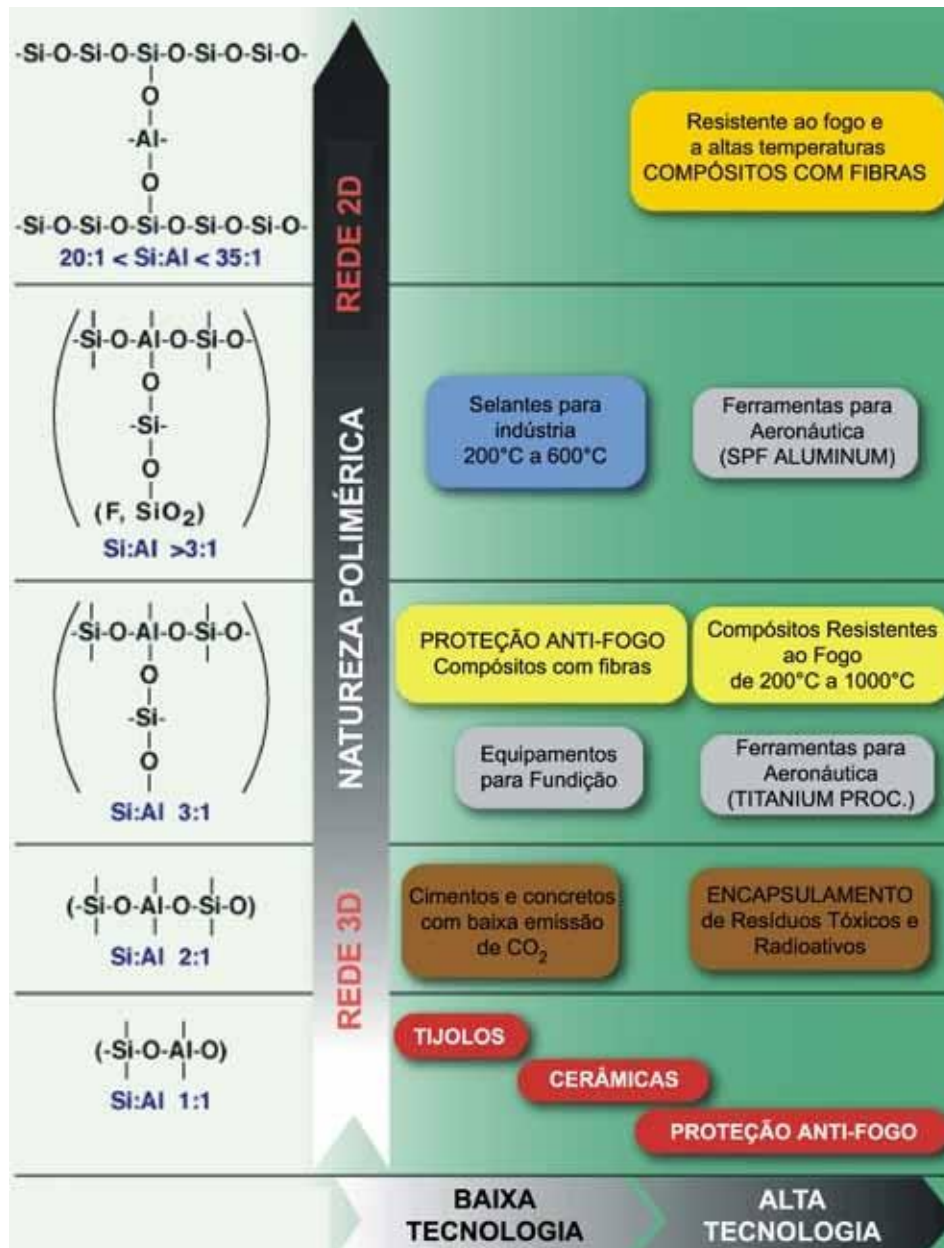 -Si-O-Si-O-Si-O-Si-O-Si-O-
O
-Al-
O
-Si-O-Si-O-Si-O-Si-O-Si-O-
20:1 < Si:Al < 35:1
Resistente ao fogo e
a altas temperaturas
COMPÓSITOS COM FIBRAS
REDE 2D
-Si-O-Al-O-Si-O-
O
-Si-
O
(F, SiO2)
Si:Al >3:1
Selantes para
indústria
200°C a 600°C
Ferramentas para
Aeronáutica
(SPF ALUMINUM)
NATUREZA POLIMÉRICA
-Si-O-Al-O-Si-O-
O
-Si-
O
Si:Al 3:1
PROTEÇÃO ANTI-FOGO
Compósitos com fibras
Compósitos Resistentes
ao Fogo
de 200°C a 1000°C
Equipamentos
para Fundição
Ferramentas para
Aeronáutica
(TITANIUM PROC.)
(-Si-O-Al-O-Si-O)
Si:Al 2:1
REDE 3D
Cimentos e concretos
com baixa emissão
de CO2
ENCAPSULAMENTO
de Resíduos Tóxicos e
Radioativos
(-Si-O-Al-O)
Si:Al 1:1
TIJOLOS
CERÂMICAS
PROTEÇÃO ANTI-FOGO
BAIXA
TECNOLOGIA
ALTA
TECNOLOGIA